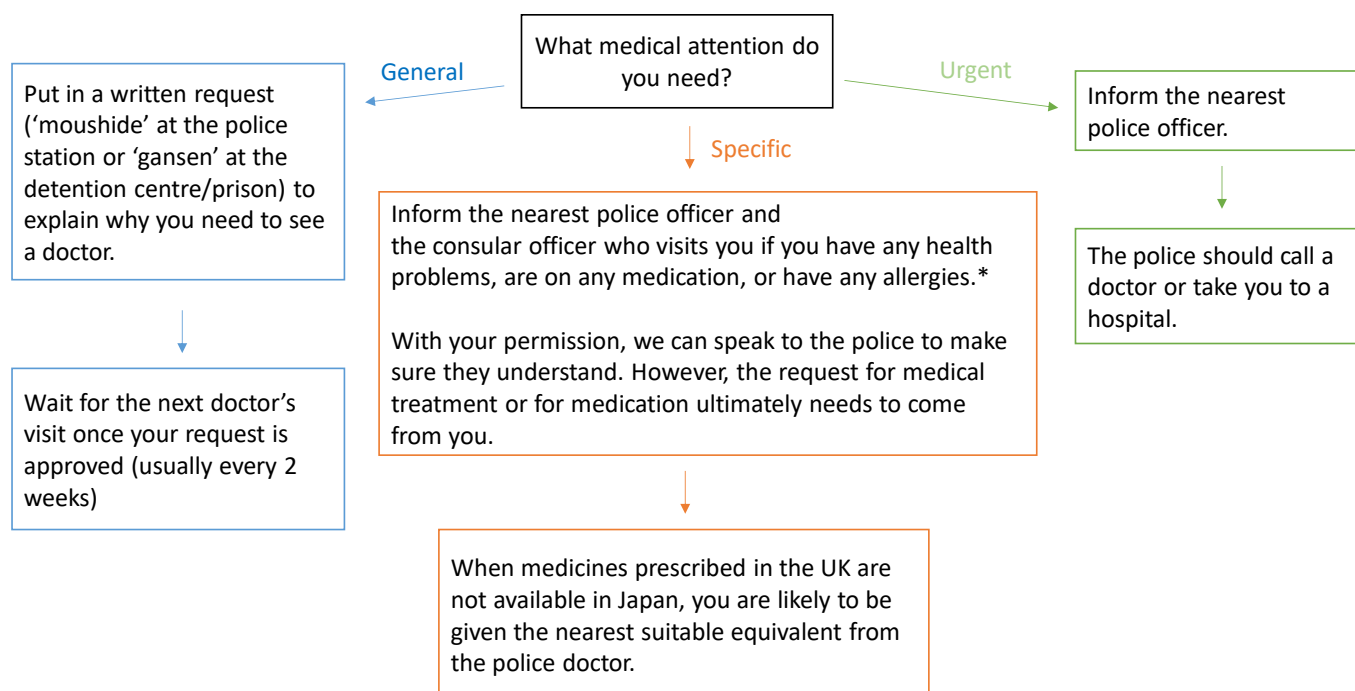 What medical attention do
you need?
General
Put in a written request
(‘moushide’ at the police
station or ‘gansen’ at the
detention centre/prison) to
explain why you need to see
a doctor.
Wait for the next doctor’s
visit once your request is
approved (usually every 2
weeks)
Specific
Inform the nearest police officer and
the consular officer who visits you if you have any health
problems, are on any medication, or have any allergies.*
With your permission, we can speak to the police to make
sure they understand. However, the request for medical
treatment or for medication ultimately needs to come
from you.
When medicines prescribed in the UK are
not available in Japan, you are likely to be
given the nearest suitable equivalent from
the police doctor.
Urgent
Inform the nearest
police officer.
The police should call a
doctor or take you to a
hospital.